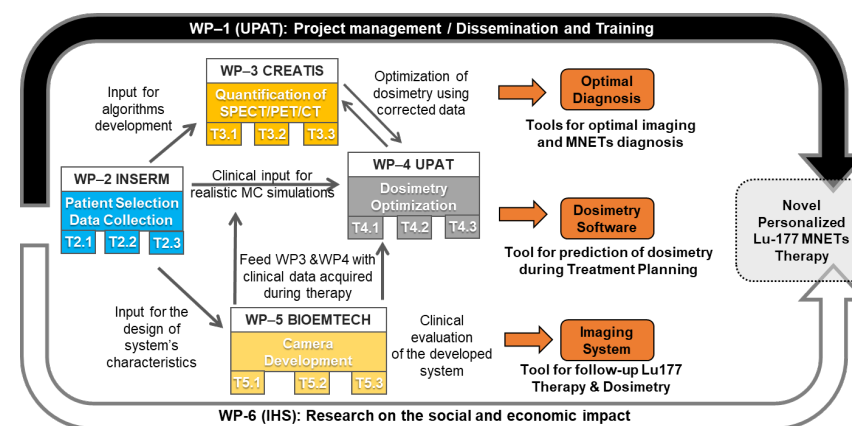 WP–1 (UPAT): Project management / Dissemination and Training
WP–3 CREATIS
Quantification of
SPECT/PET/CT
T3.1 T3.2 T3.3
Input for
algorithms
development
Optimization of
dosimetry using
corrected data
Optimal
Diagnosis
Tools for optimal imaging
and MNETs diagnosis
WP–2 INSERM
Patient Selection
Data Collection
T2.1 T2.2 T2.3
Clinical input for
realistic MC simulations
WP–4 UPAT
Dosimetry
Optimization
T4.1 T4.2 T4.3
Dosimetry
Software
Tool for prediction of dosimetry
during Treatment Planning
Novel
Personalized
Lu-177 MNETs
Therapy
Feed WP3 &WP4 with
clinical data acquired
during therapy
Input for the
design of
system's
characteristics
WP–5 BIOEMTECH
Camera
Development
T5.1 T5.2 T5.3
Clinical
evaluation
of the developed
system
Imaging
System
Tool for follow-up Lu177
Therapy & Dosimetry
WP-6 (IHS): Research on the social and economic impact